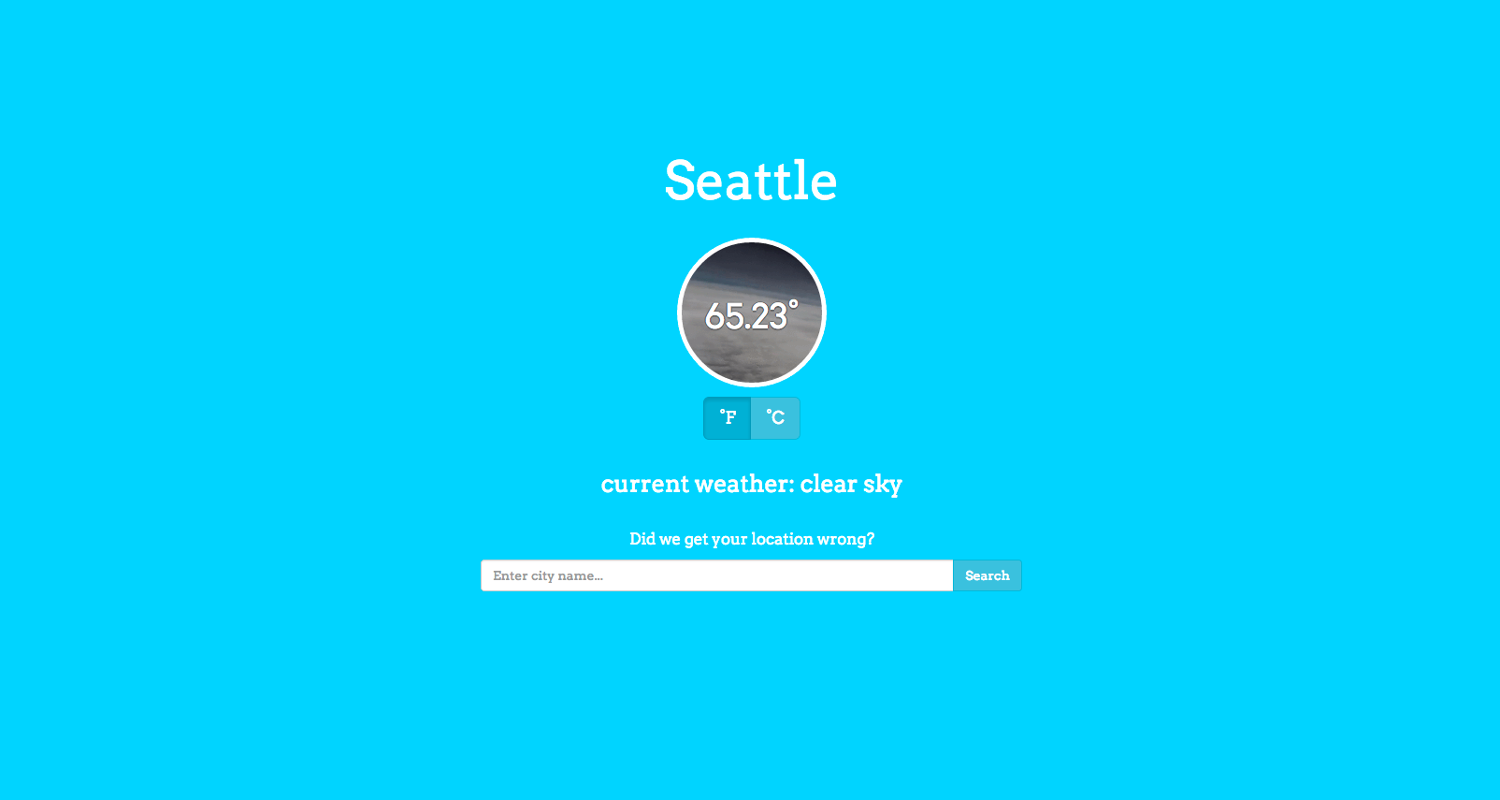 Seattle
65.23°
°F °C
current weather: clear sky
Did we get your location wrong?
Enter city name... Search